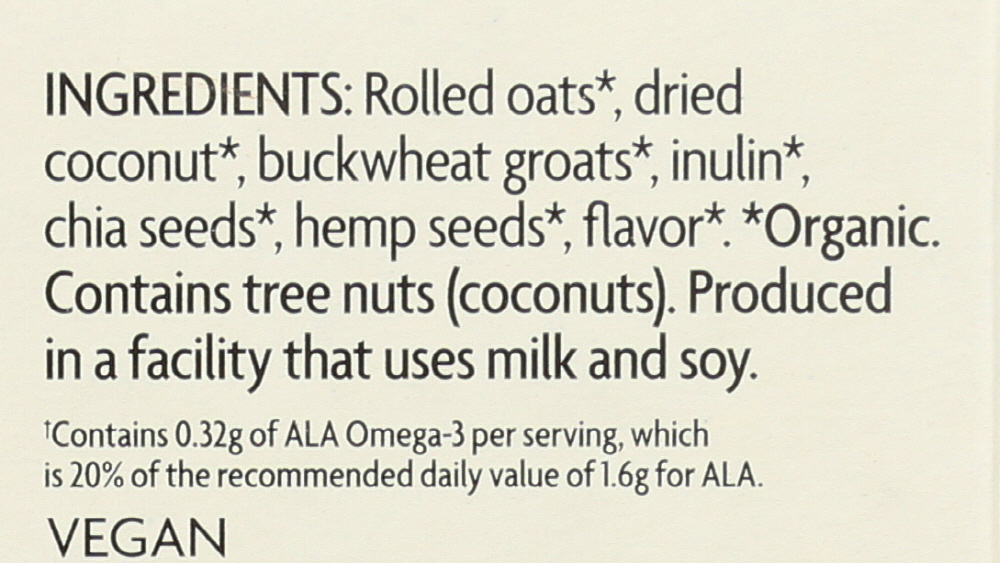 INGREDIENTS: Rolled oats*, dried
coconut*, buckwheat groats*, inulin*,
chia seeds*, hemp seeds*, flavor*. *Organic.
Contains tree nuts (coconuts). Produced
in a facility that uses milk and soy.
†Contains 0.32g of ALA Omega-3 per serving, which
is 20% of the recommended daily value of 1.6g for ALA.
VEGAN